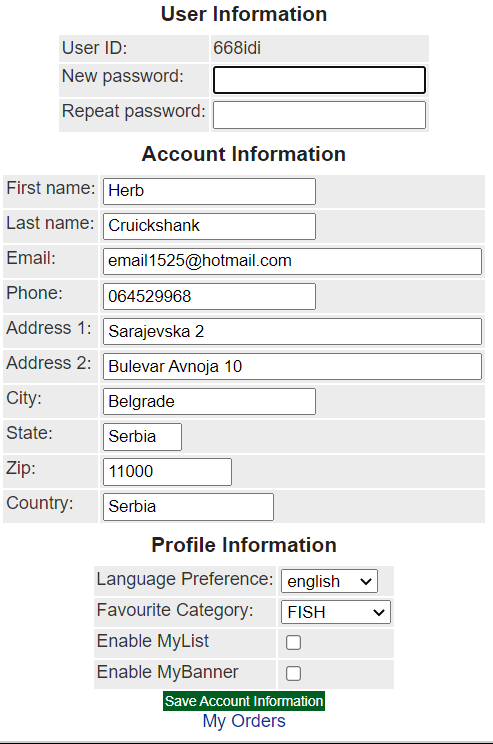 User Information
User ID: 668idi
New password:
Repeat password:
Account Information
First name: Herb
Last name: Cruickshank
Email: email1525@hotmail.com
Phone: 064529968
Address 1: Sarajevska 2
Address 2: Bulevar Avnoja 10
City: Belgrade
State: Serbia
Zip: 11000
Country: Serbia
Profile Information
Language Preference: english
Favourite Category: FISH
Enable MyList
Enable MyBanner
Save Account Information
My Orders